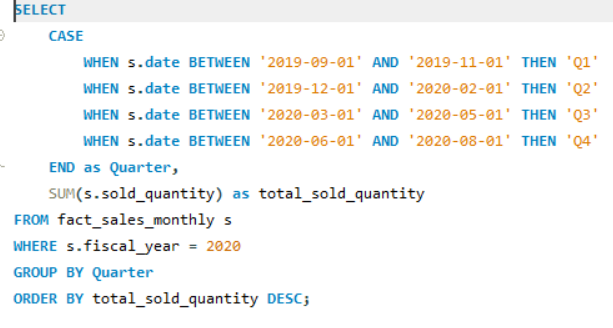 SELECT
CASE
WHEN s.date BETWEEN '2019-09-01' AND '2019-11-01' THEN 'Q1'
WHEN s.date BETWEEN '2019-12-01' AND '2020-02-01' THEN 'Q2'
WHEN s.date BETWEEN '2020-03-01' AND '2020-05-01' THEN 'Q3'
WHEN s.date BETWEEN '2020-06-01' AND '2020-08-01' THEN 'Q4'
END as Quarter,
SUM(s.sold_quantity) as total_sold_quantity
FROM fact_sales_monthly s
WHERE s.fiscal_year = 2020
GROUP BY Quarter
ORDER BY total_sold_quantity DESC;